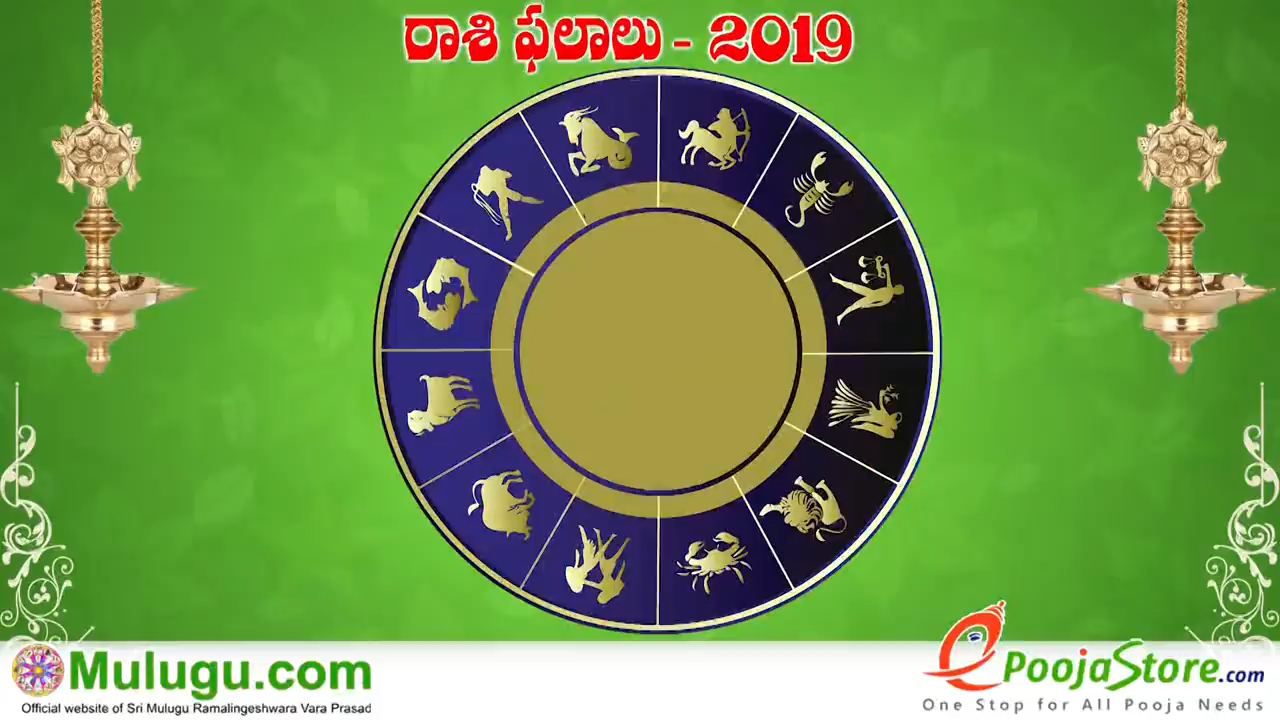 రాశి ఫలాలు - 2019
Mulugu.com
Official website of Sri Mulugu Ramalingeshwara Vara Prasad
ePoojaStore.com
One Stop for All Pooja Needs